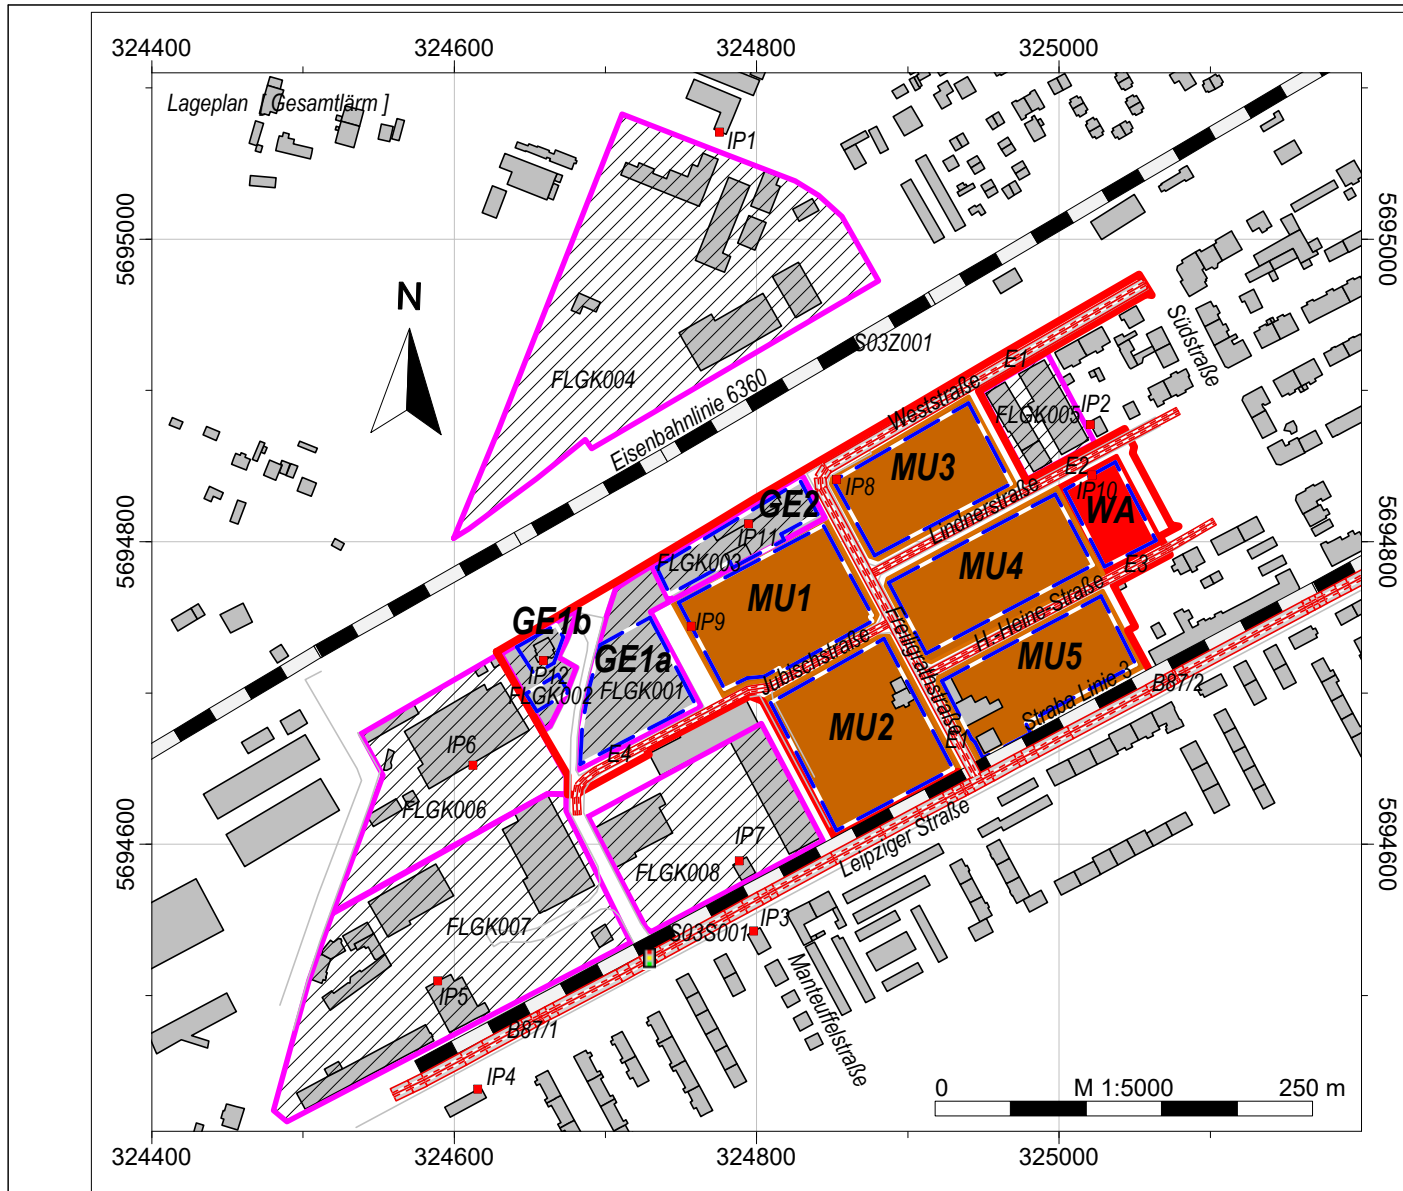 324400
324600
324800
325000
Lageplan [ Gesamtlärm ]
IP1
5695000
5695000
N
Südstraße
S03Z001
E1
FLGK004
Eisenbahnlinie 6360
Weststraße
FLGK005
IP2
MU3
E2
IP8
IP10
GE2
WA
Lindnerstraße
IP11
5694800
5694800
FLGK003
E3
MU4
MU1
H.-Heine-Straße
GE1b
IP9
Freiligrathstraße
GE1a
Jubischstraße
MU5
IP12
FLGK002
FLGK001
Straba Linie 3
B87/2
MU2
E4
IP6
FLGK006
5694600
5694600
Leipziger Straße
IP7
FLGK008
FLGK007
S03S001
IP3
Manteuffelstraße
IP5
B87/1
IP4
0
M 1:5000
250 m
324400
324600
324800
325000